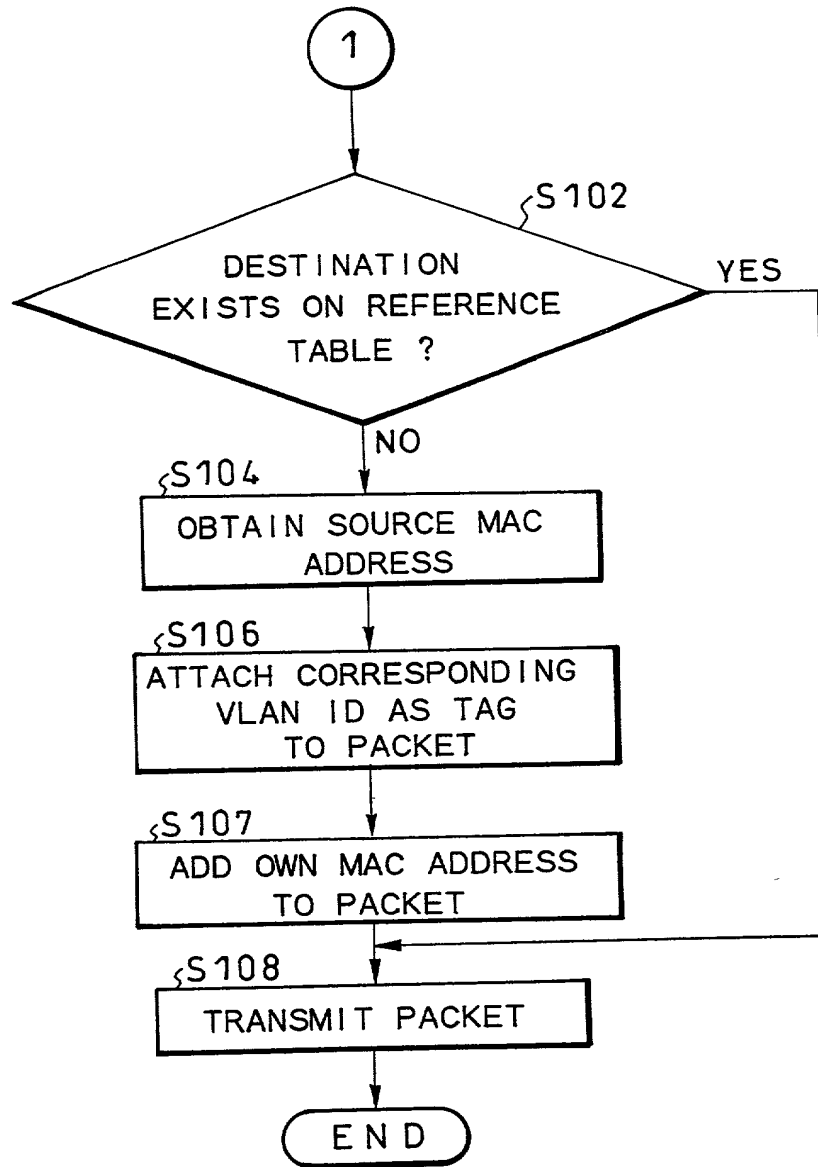 1
S102
DESTINATION
EXISTS ON REFERENCE
TABLE ?
YES
NO
S104
OBTAIN SOURCE MAC
ADDRESS
S106
ATTACH CORRESPONDING
VLAN ID AS TAG
TO PACKET
S107
ADD OWN MAC ADDRESS
TO PACKET
S108
TRANSMIT PACKET
END